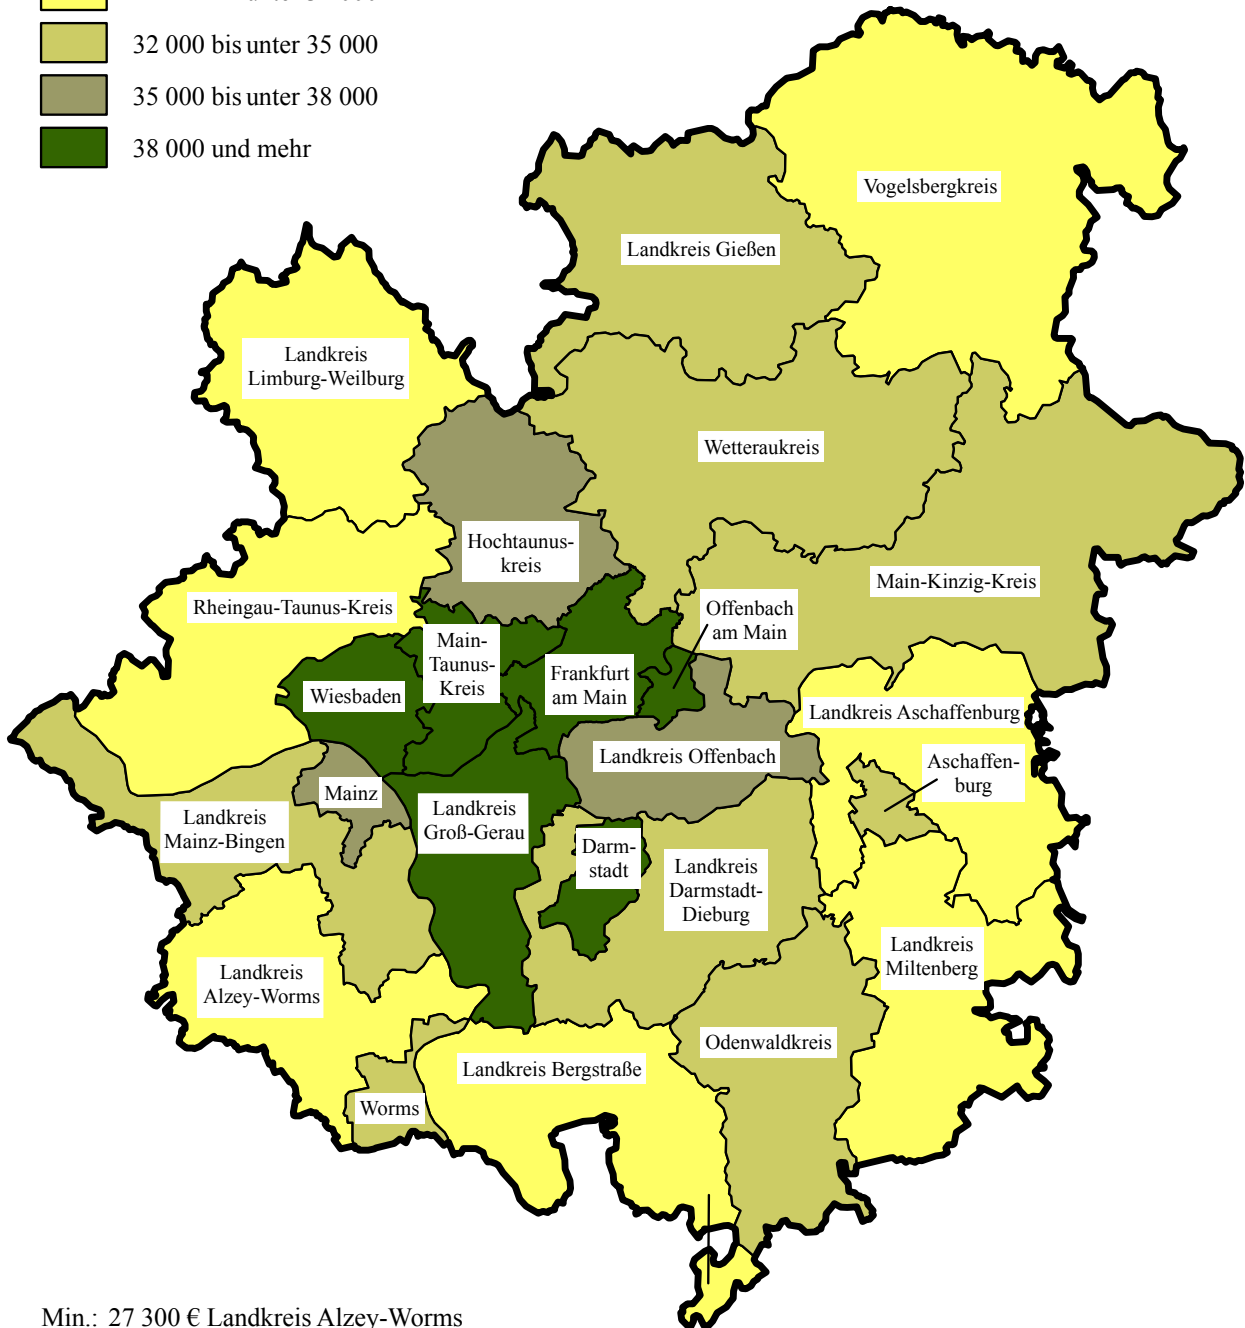 32 000 bis unter 35 000
35 000 bis unter 38 000
38 000 und mehr
Vogelsbergkreis
Landkreis Gießen
Landkreis
Limburg-Weilburg
Wetteraukreis
Hochtaunus-
kreis
Main-Kinzig-Kreis
Rheingau-Taunus-Kreis
Offenbach
am Main
Main-
Taunus-
Kreis
Frankfurt
am Main
Wiesbaden
Landkreis Aschaffenburg
Landkreis Offenbach
Aschaffen-
burg
Mainz
Landkreis
Mainz-Bingen
Landkreis
Groß-Gerau
Darm-
stadt
Landkreis
Darmstadt-
Dieburg
Landkreis
Miltenberg
Landkreis
Alzey-Worms
Odenwaldkreis
Landkreis Bergstraße
Worms
Min.: 27 300 € Landkreis Alzey-Worms